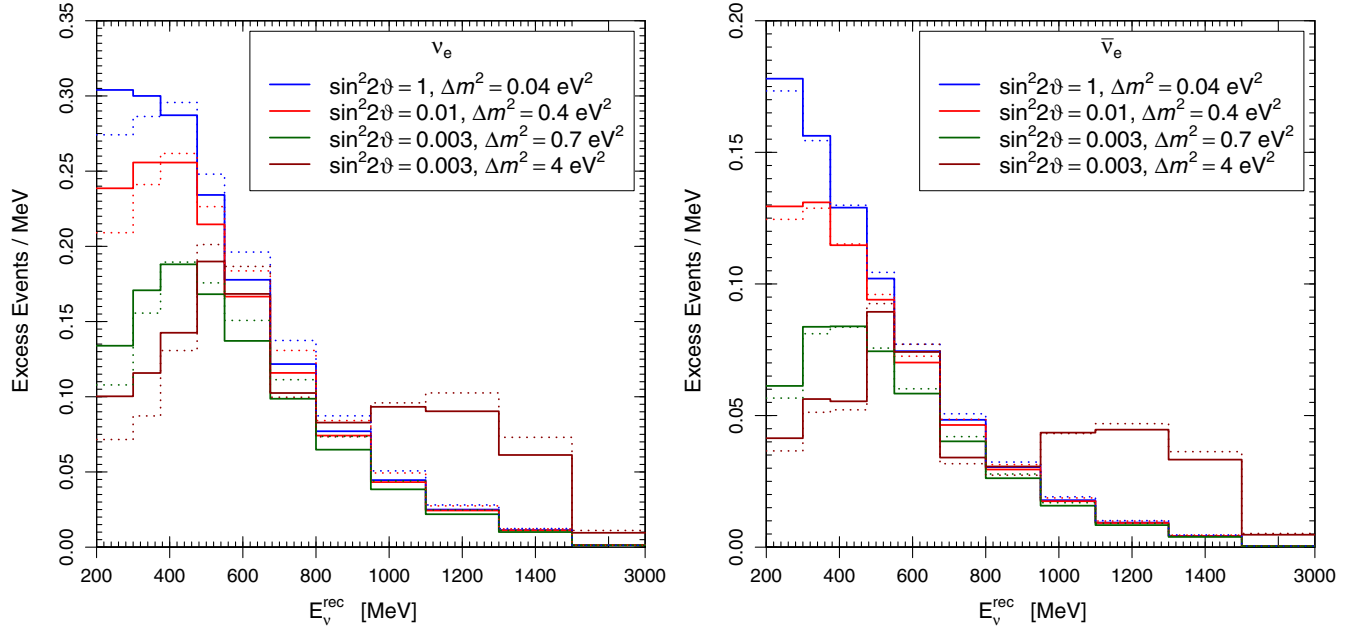 ν_e
sin²2ϑ = 1, Δm² = 0.04 eV²
sin²2ϑ = 0.01, Δm² = 0.4 eV²
sin²2ϑ = 0.003, Δm² = 0.7 eV²
sin²2ϑ = 0.003, Δm² = 4 eV²
Excess Events / MeV
0.35
0.30
0.25
0.20
0.15
0.10
0.05
0.00
200 400 600 800 1000 1200 1400 3000
E_ν^rec [MeV]
ν̅_e
sin²2ϑ = 1, Δm² = 0.04 eV²
sin²2ϑ = 0.01, Δm² = 0.4 eV²
sin²2ϑ = 0.003, Δm² = 0.7 eV²
sin²2ϑ = 0.003, Δm² = 4 eV²
Excess Events / MeV
0.20
0.15
0.10
0.05
0.00
200 400 600 800 1000 1200 1400 3000
E_ν^rec [MeV]